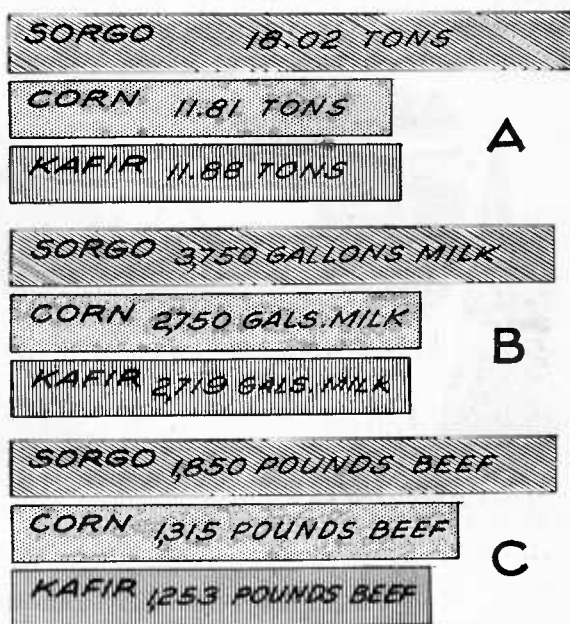 SORGO 18.02 TONS
CORN 11.81 TONS
KAFIR 11.88 TONS
A
SORGO 3,750 GALLONS MILK
CORN 2,750 GALS. MILK
KAFIR 2,719 GALS. MILK
B
SORGO 1,850 POUNDS BEEF
CORN 1,315 POUNDS BEEF
KAFIR 1,253 POUNDS BEEF
C